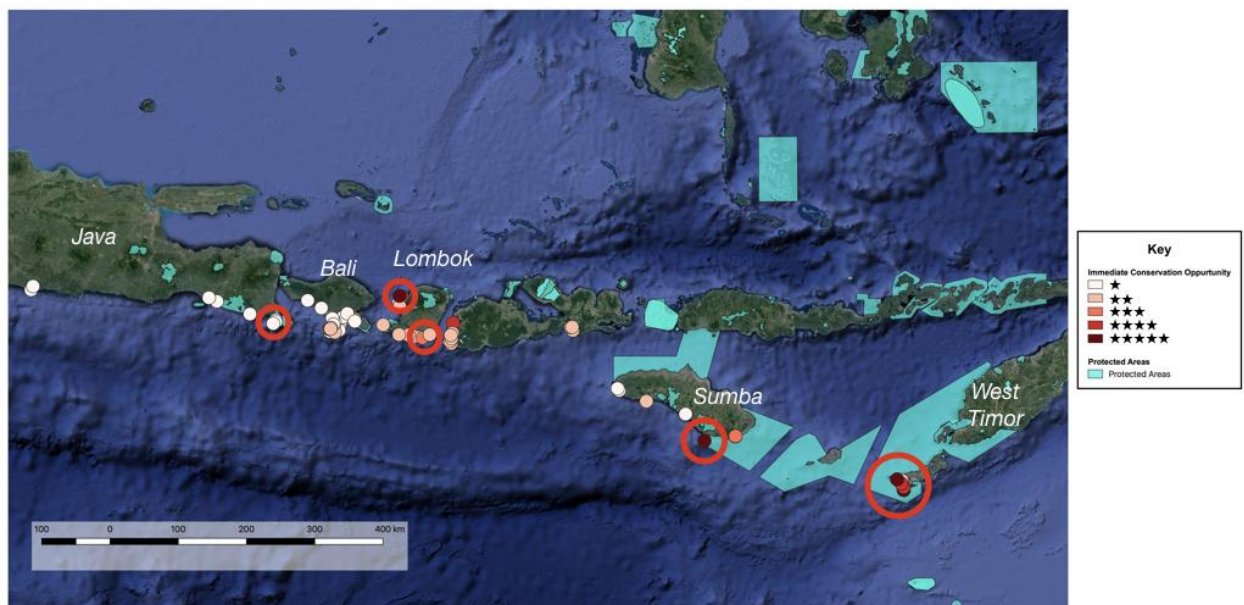 Java
Bali
Lombok
Sumba
West
Timor
100 0 100 200 300 400 km
Key
Immediate Conservation Oppurtunity
★
★★
★★★
★★★★
★★★★★
Protected Areas
Protected Areas